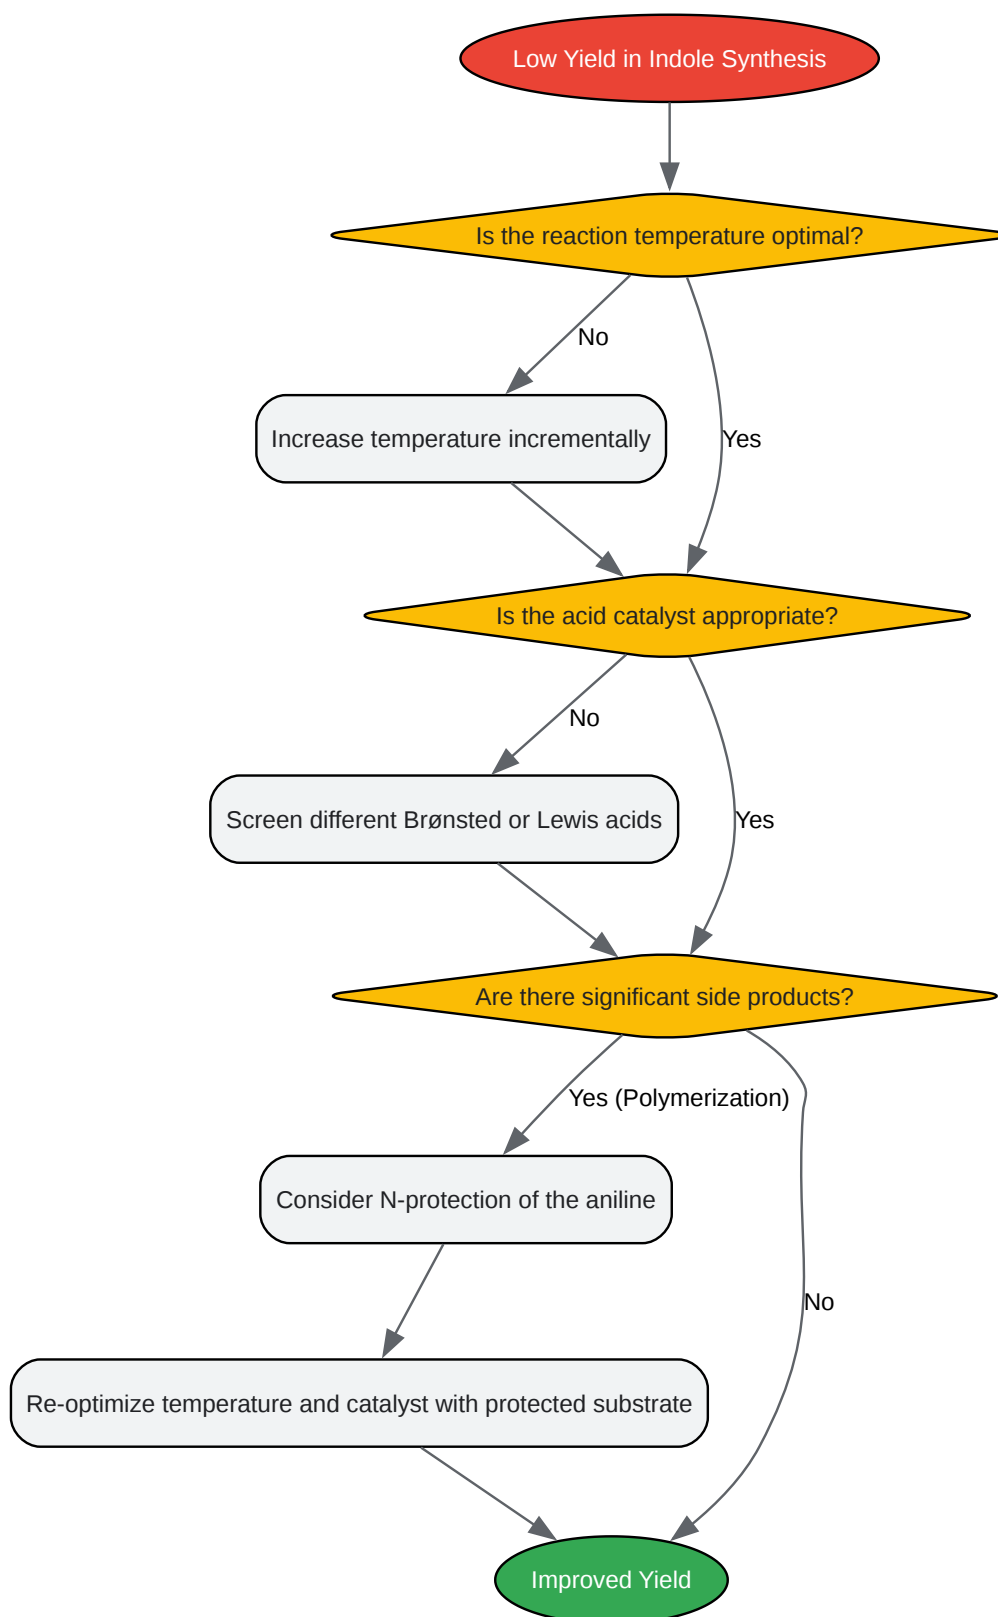 Low Yield in Indole Synthesis
Is the reaction temperature optimal?
No
Increase temperature incrementally
Yes
Is the acid catalyst appropriate?
No
Screen different Brønsted or Lewis acids
Yes
Are there significant side products?
Yes (Polymerization)
Consider N-protection of the aniline
No
Re-optimize temperature and catalyst with protected substrate
Improved Yield